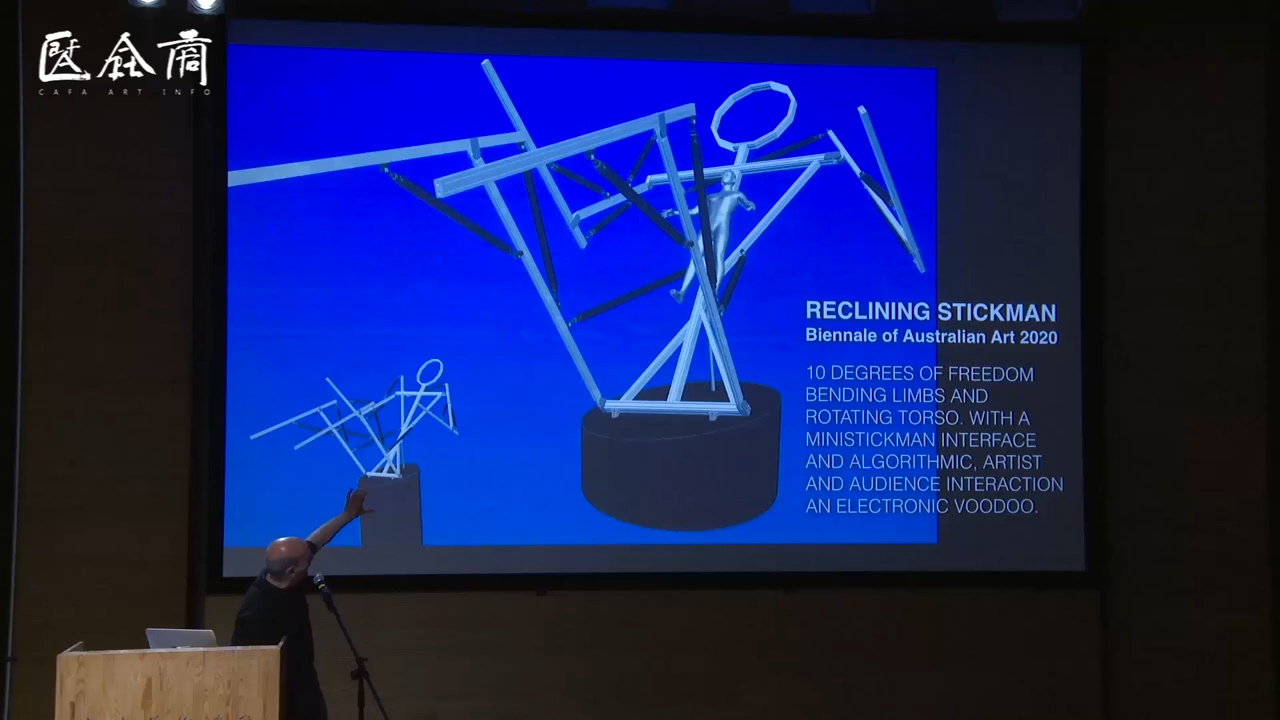 CAFA ART INFO
RECLINING STICKMAN
Biennale of Australian Art 2020
10 DEGREES OF FREEDOM
BENDING LIMBS AND
ROTATING TORSO. WITH A
MINISTICKMAN INTERFACE
AND ALGORITHMIC, ARTIST
AND AUDIENCE INTERACTION
AN ELECTRONIC VOODOO.